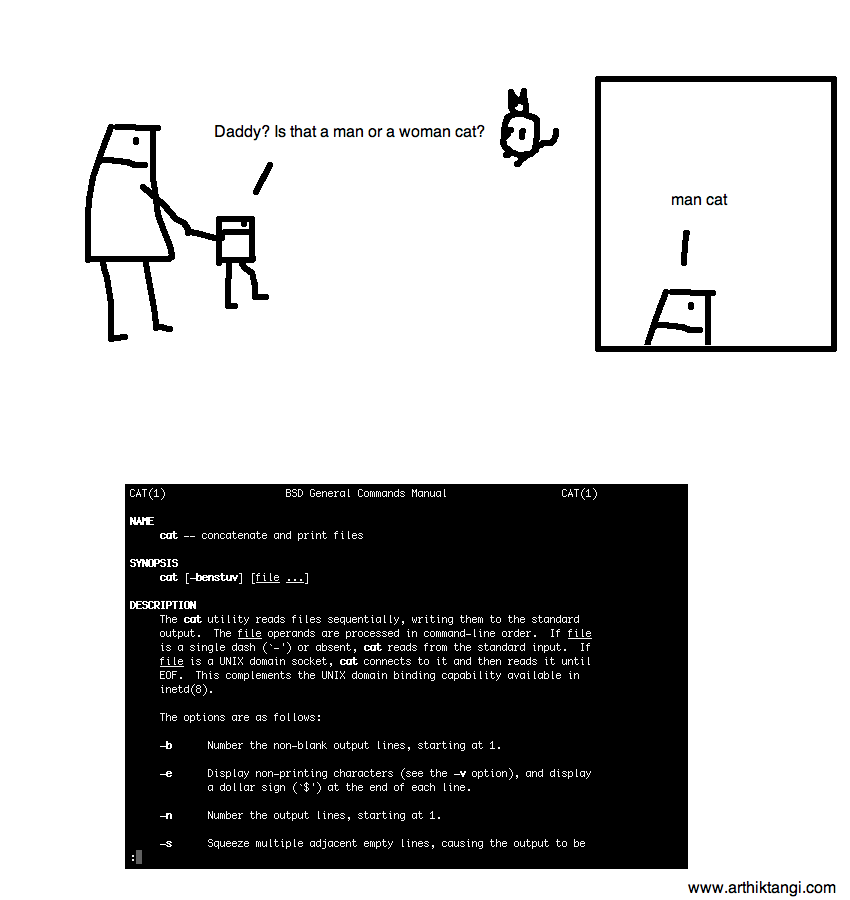 Daddy? Is that a man or a woman cat?
man cat
CAT(1) BSD General Commands Manual CAT(1)
NAME
cat -- concatenate and print files
SYNOPSIS
cat [-benstuv] [file ...]
DESCRIPTION
The cat utility reads files sequentially, writing them to the standard
output. The file operands are processed in command-line order. If file
is a single dash (`-') or absent, cat reads from the standard input. If
file is a UNIX domain socket, cat connects to it and then reads it until
EOF. This complements the UNIX domain binding capability available in
inetd(8).
The options are as follows:
-b Number the non-blank output lines, starting at 1.
-e Display non-printing characters (see the -v option), and display
a dollar sign (`$') at the end of each line.
-n Number the output lines, starting at 1.
-s Squeeze multiple adjacent empty lines, causing the output to be
:
www.arthiktangi.com